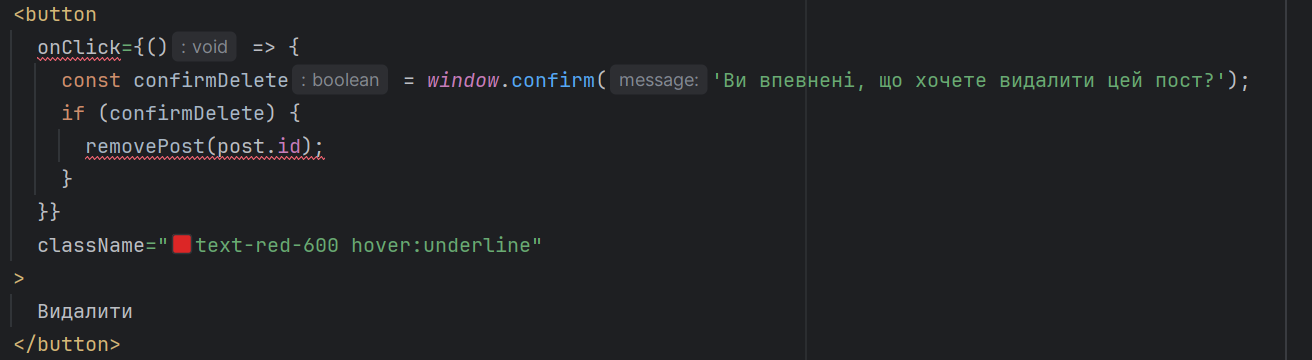 <button
onClick={() : void => {
const confirmDelete : boolean = window.confirm( message: 'Ви впевнені, що хочете видалити цей пост?');
if (confirmDelete) {
removePost(post.id);
}
}}
className="text-red-600 hover:underline"
>
Видалити
</button>